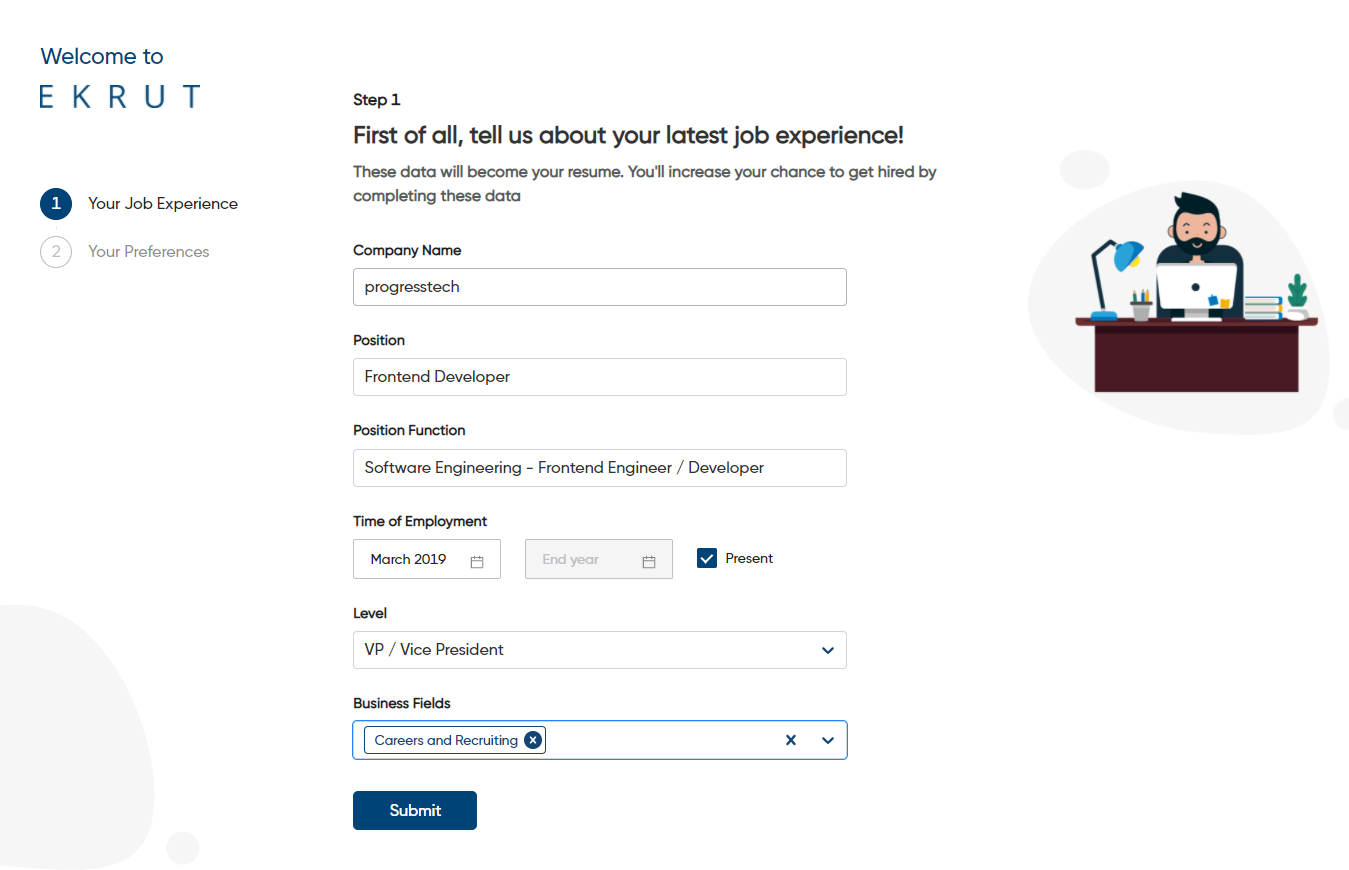 Welcome to
EKRUT
1 Your Job Experience
2 Your Preferences
Step 1
First of all, tell us about your latest job experience!
These data will become your resume. You'll increase your chance to get hired by
completing these data
Company Name
progresstech
Position
Frontend Developer
Position Function
Software Engineering - Frontend Engineer / Developer
Time of Employment
March 2019 End year Present
Level
VP / Vice President
Business Fields
Careers and Recruiting
Submit